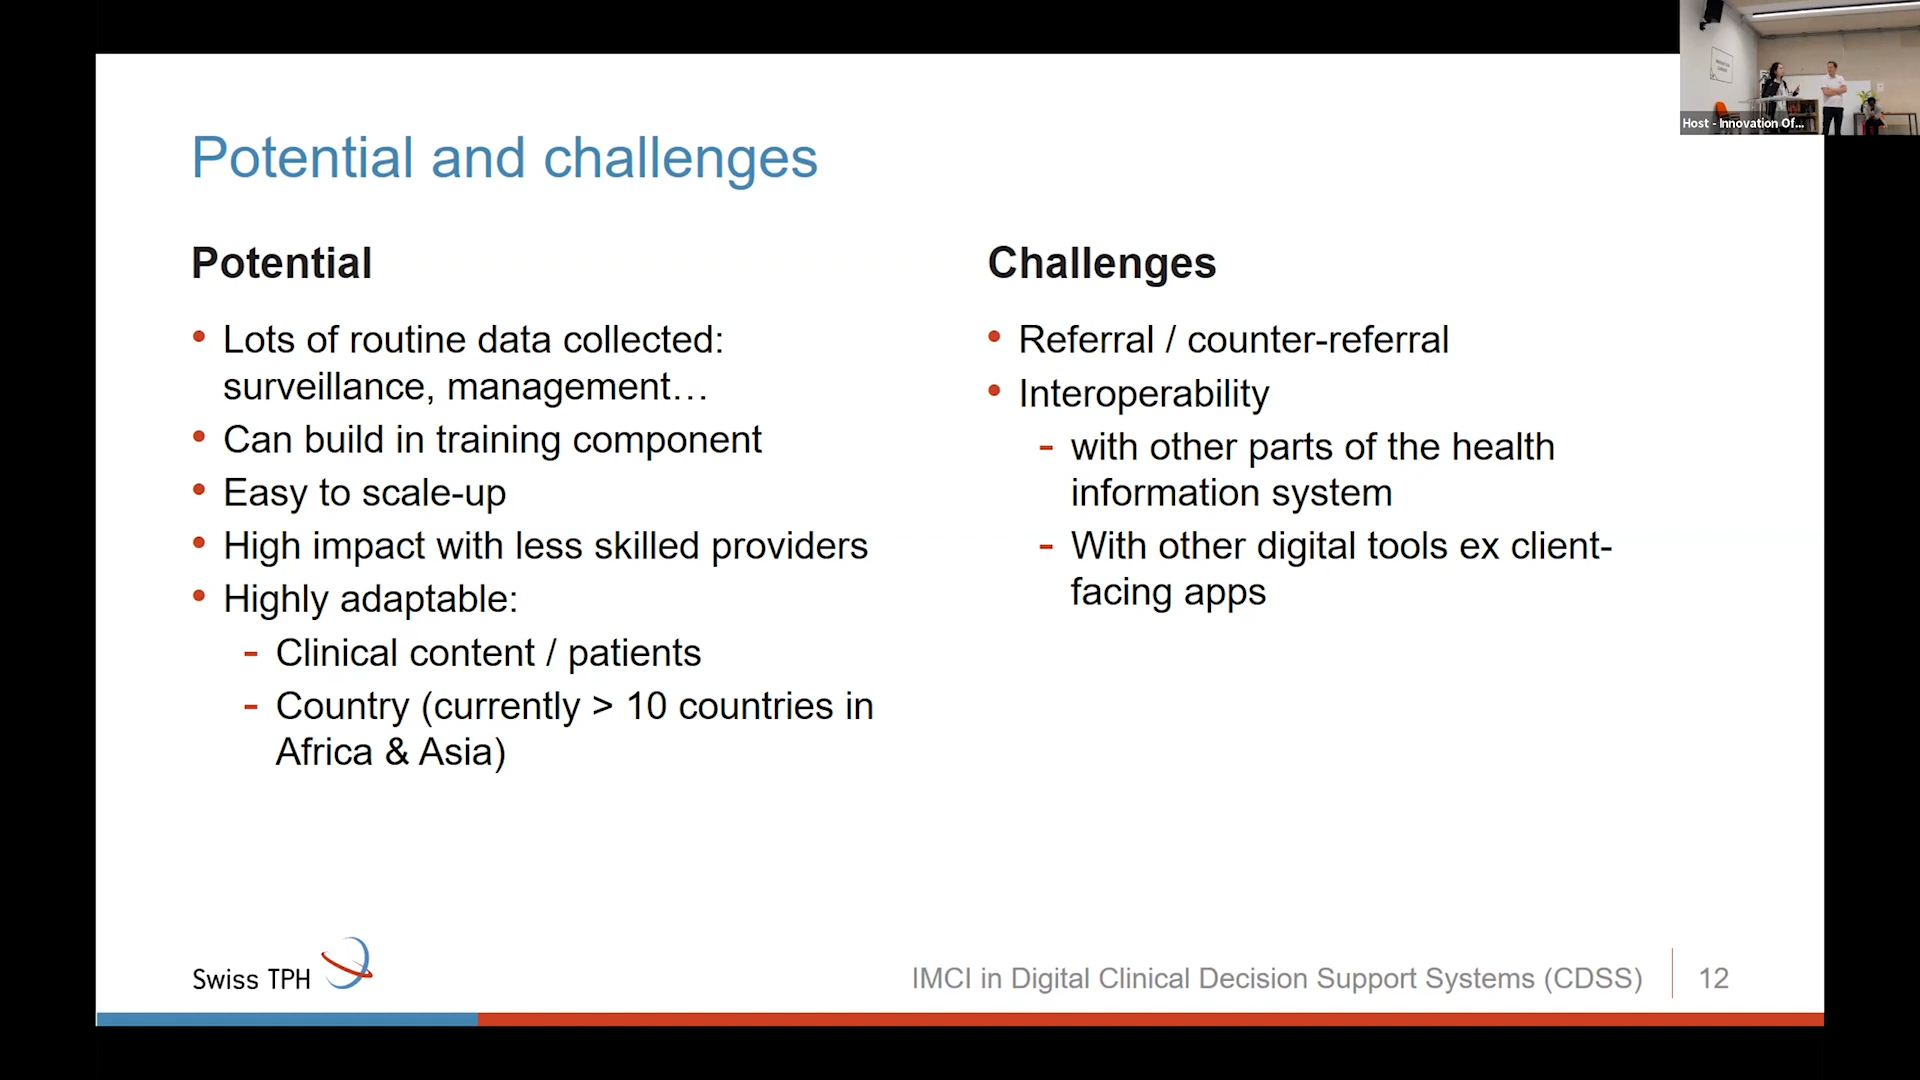 Potential and challenges
Potential
• Lots of routine data collected:
surveillance, management…
• Can build in training component
• Easy to scale-up
• High impact with less skilled providers
• Highly adaptable:
- Clinical content / patients
- Country (currently > 10 countries in
Africa & Asia)
Challenges
• Referral / counter-referral
• Interoperability
- with other parts of the health
information system
- With other digital tools ex client-
facing apps
Swiss TPH
IMCI in Digital Clinical Decision Support Systems (CDSS)
12
Host - Innovation Of...